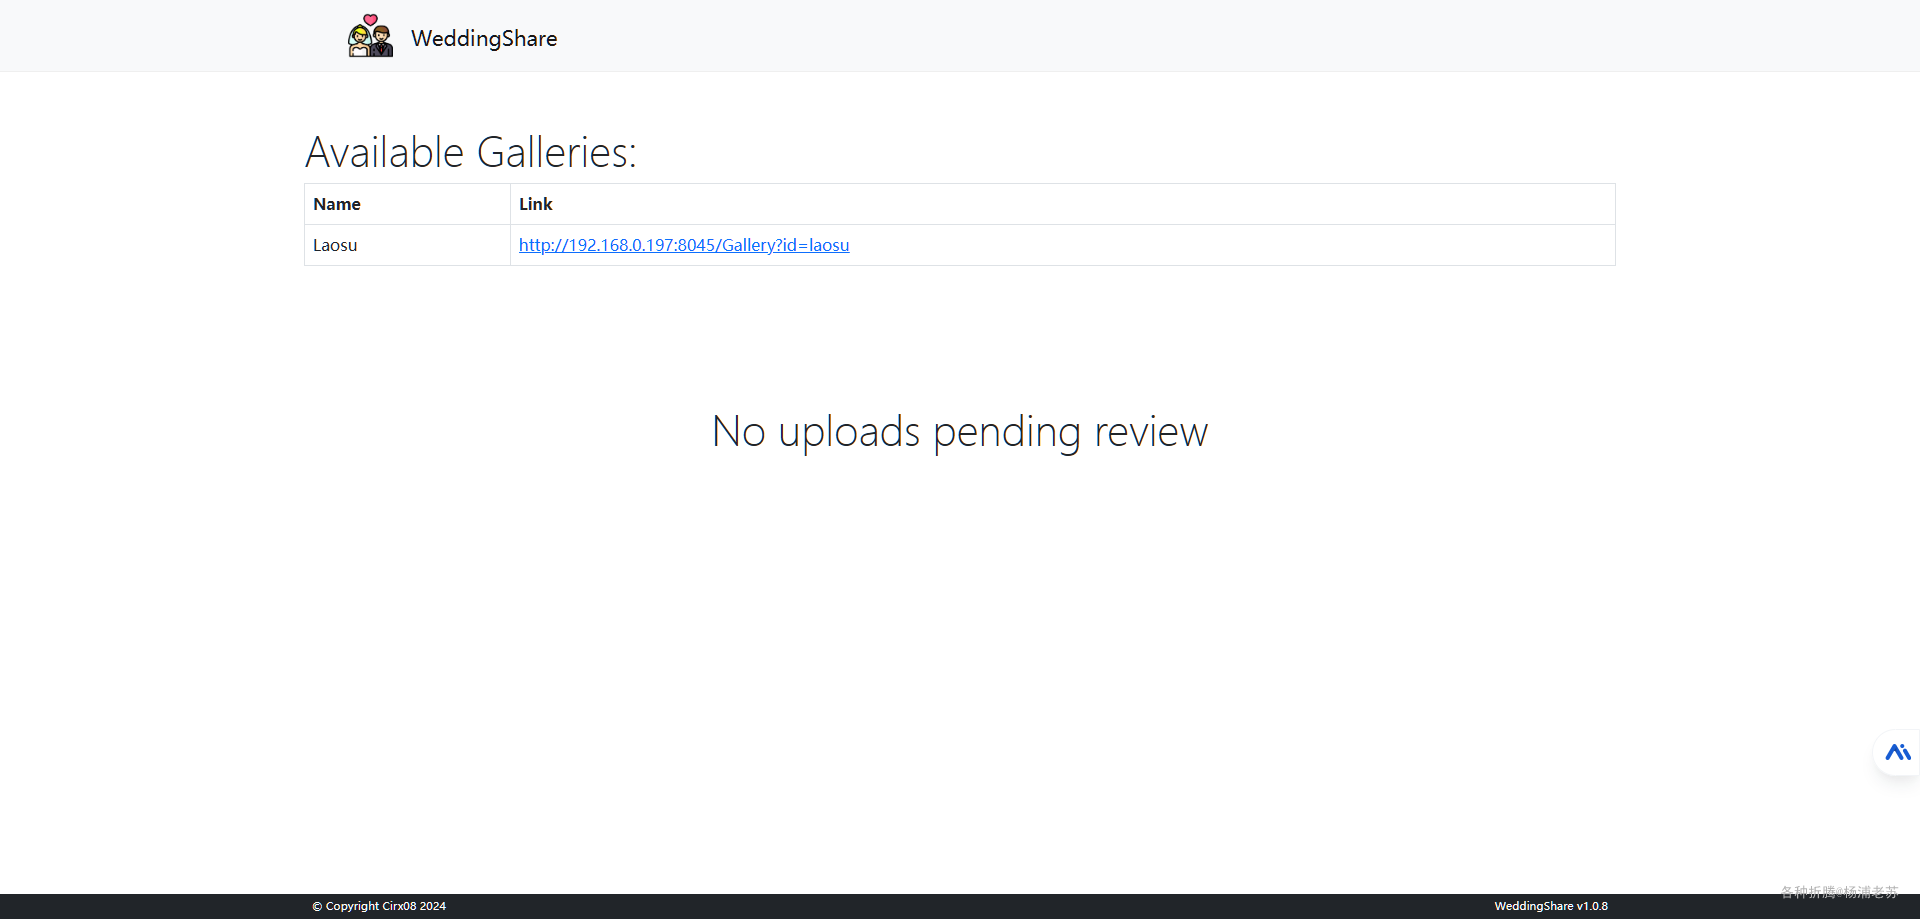 WeddingShare
Available Galleries:
Name Link
Laosu http://192.168.0.197:8045/Gallery?id=laosu
No uploads pending review
各种折腾@杨浦老苏
© Copyright Cirx08 2024 WeddingShare v1.0.8